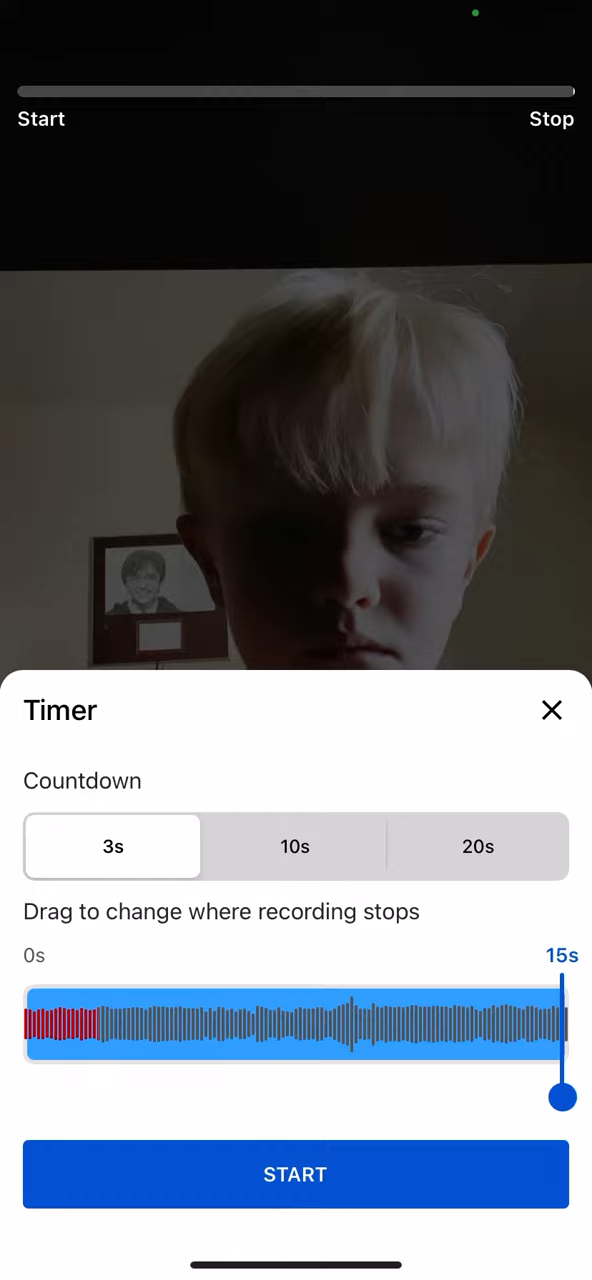 Start
Stop
Timer
Countdown
3s
10s
20s
Drag to change where recording stops
0s
15s
START